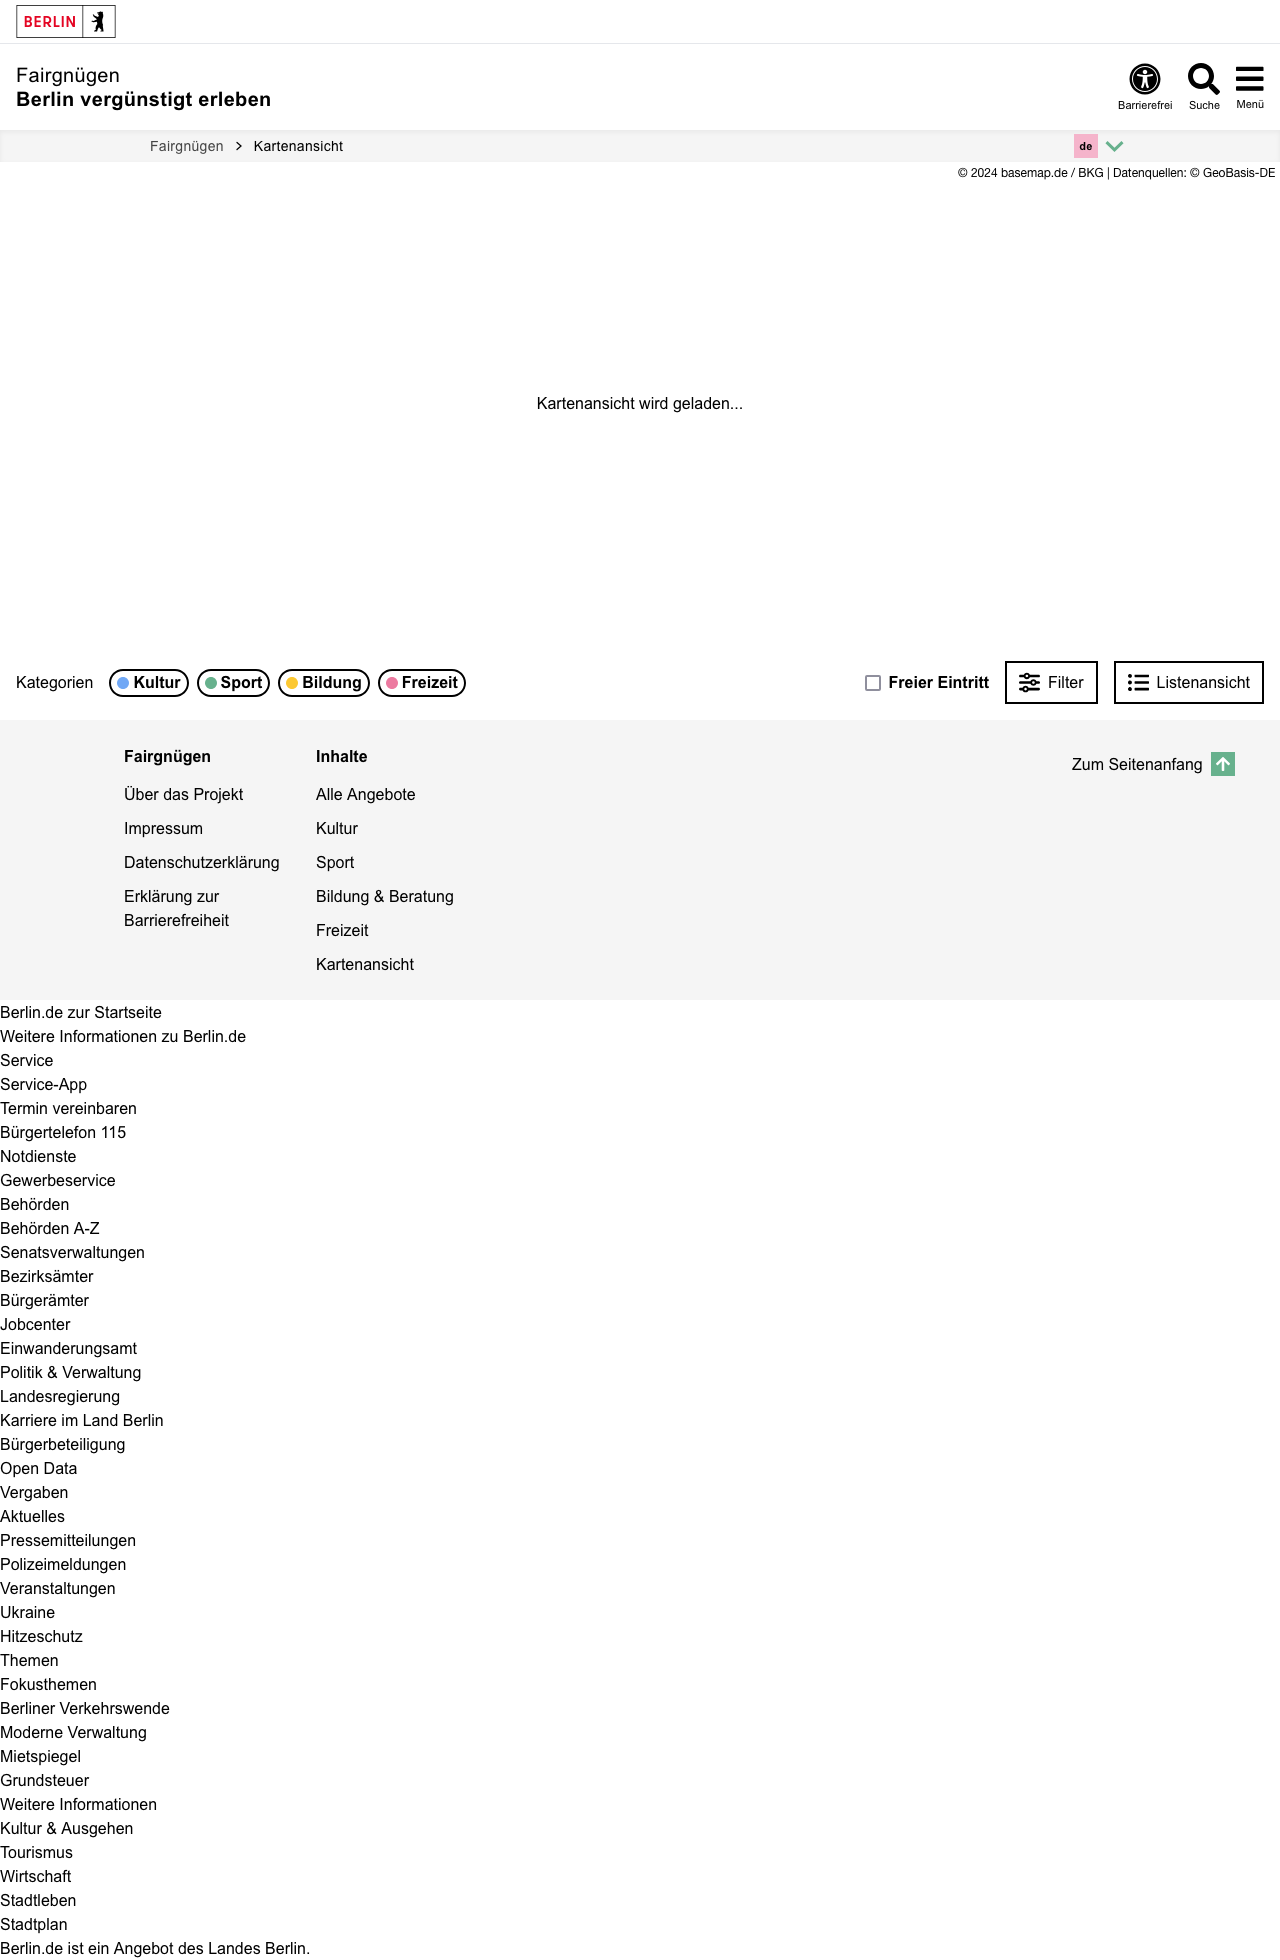 BERLIN
Fairgnügen
Berlin vergünstigt erleben
Barrierefrei
Suche
Menü
Fairgnügen
Kartenansicht
de
© 2024 basemap.de / BKG | Datenquellen: © GeoBasis-DE
Kartenansicht wird geladen...
Kategorien
Kultur
Sport
Bildung
Freizeit
Freier Eintritt
Filter
Listenansicht
Fairgnügen
Über das Projekt
Impressum
Datenschutzerklärung
Erklärung zur
Barrierefreiheit
Inhalte
Alle Angebote
Kultur
Sport
Bildung & Beratung
Freizeit
Kartenansicht
Zum Seitenanfang
Berlin.de zur Startseite
Weitere Informationen zu Berlin.de
Service
Service-App
Termin vereinbaren
Bürgertelefon 115
Notdienste
Gewerbeservice
Behörden
Behörden A-Z
Senatsverwaltungen
Bezirksämter
Bürgerämter
Jobcenter
Einwanderungsamt
Politik & Verwaltung
Landesregierung
Karriere im Land Berlin
Bürgerbeteiligung
Open Data
Vergaben
Aktuelles
Pressemitteilungen
Polizeimeldungen
Veranstaltungen
Ukraine
Hitzeschutz
Themen
Fokusthemen
Berliner Verkehrswende
Moderne Verwaltung
Mietspiegel
Grundsteuer
Weitere Informationen
Kultur & Ausgehen
Tourismus
Wirtschaft
Stadtleben
Stadtplan
Berlin.de ist ein Angebot des Landes Berlin.